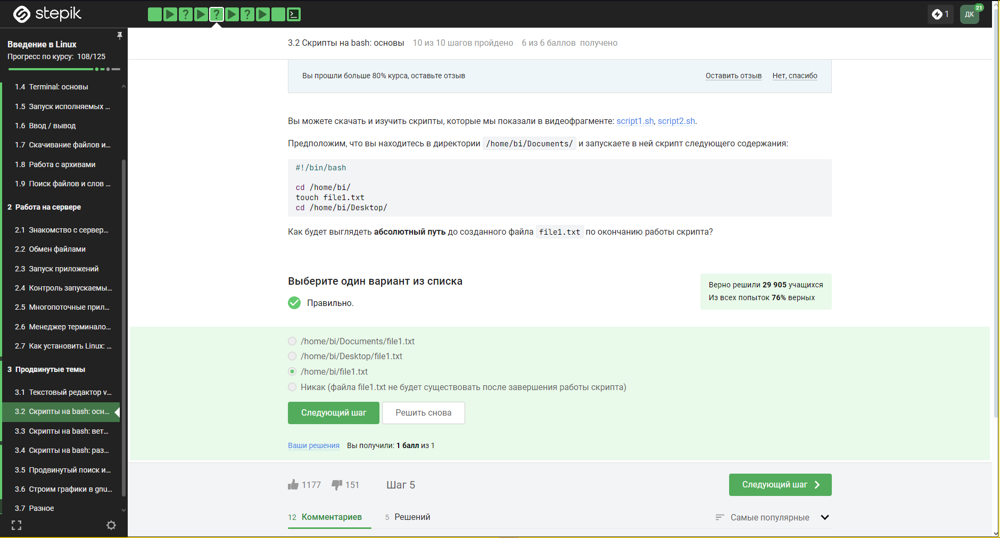 stepik
1
ДК
21
Введение в Linux
Прогресс по курсу: 108/125
1.4 Terminal: основы
1.5 Запуск исполняемых ...
1.6 Ввод / вывод
1.7 Скачивание файлов и...
1.8 Работа с архивами
1.9 Поиск файлов и слов ...
2 Работа на сервере
2.1 Знакомство с сервер...
2.2 Обмен файлами
2.3 Запуск приложений
2.4 Контроль запускаемы...
2.5 Многопоточные прил...
2.6 Менеджер терминало...
2.7 Как установить Linux: ...
3 Продвинутые темы
3.1 Текстовый редактор v...
3.2 Скрипты на bash: осн...
3.3 Скрипты на bash: вет...
3.4 Скрипты на bash: раз...
3.5 Продвинутый поиск и...
3.6 Строим графики в gnu...
3.7 Разное
3.2 Скрипты на bash: основы 10 из 10 шагов пройдено 6 из 6 баллов получено
Вы прошли больше 80% курса, оставьте отзыв Оставить отзыв Нет, спасибо
Вы можете скачать и изучить скрипты, которые мы показали в видеофрагменте: script1.sh, script2.sh.
Предположим, что вы находитесь в директории /home/bi/Documents/ и запускаете в ней скрипт следующего содержания:
#!/bin/bash
cd /home/bi/
touch file1.txt
cd /home/bi/Desktop/
Как будет выглядеть абсолютный путь до созданного файла file1.txt по окончанию работы скрипта?
Выберите один вариант из списка
Правильно.
Верно решили 29 905 учащихся
Из всех попыток 76% верных
/home/bi/Documents/file1.txt
/home/bi/Desktop/file1.txt
/home/bi/file1.txt
Никак (файла file1.txt не будет существовать после завершения работы скрипта)
Следующий шаг Решить снова
Ваши решения Вы получили: 1 балл из 1
1177 151 Шаг 5 Следующий шаг
12 Комментариев 5 Решений Самые популярные